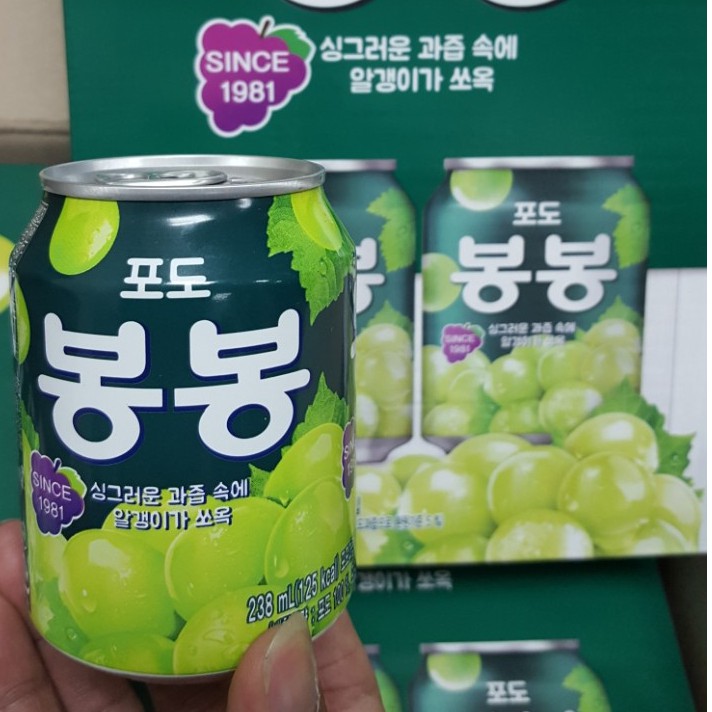 SINCE
1981
싱그러운 과즙 속에
알갱이가 쏘옥
포도
봉봉
SINCE
1981
싱그러운 과즙 속에
알갱이가 쏘옥
238 mL(125 kcal)
포도
봉봉
SINCE
1981
싱그러운 과즙 속에
알갱이가 쏘옥
봉
알갱이가 쏘옥
포도